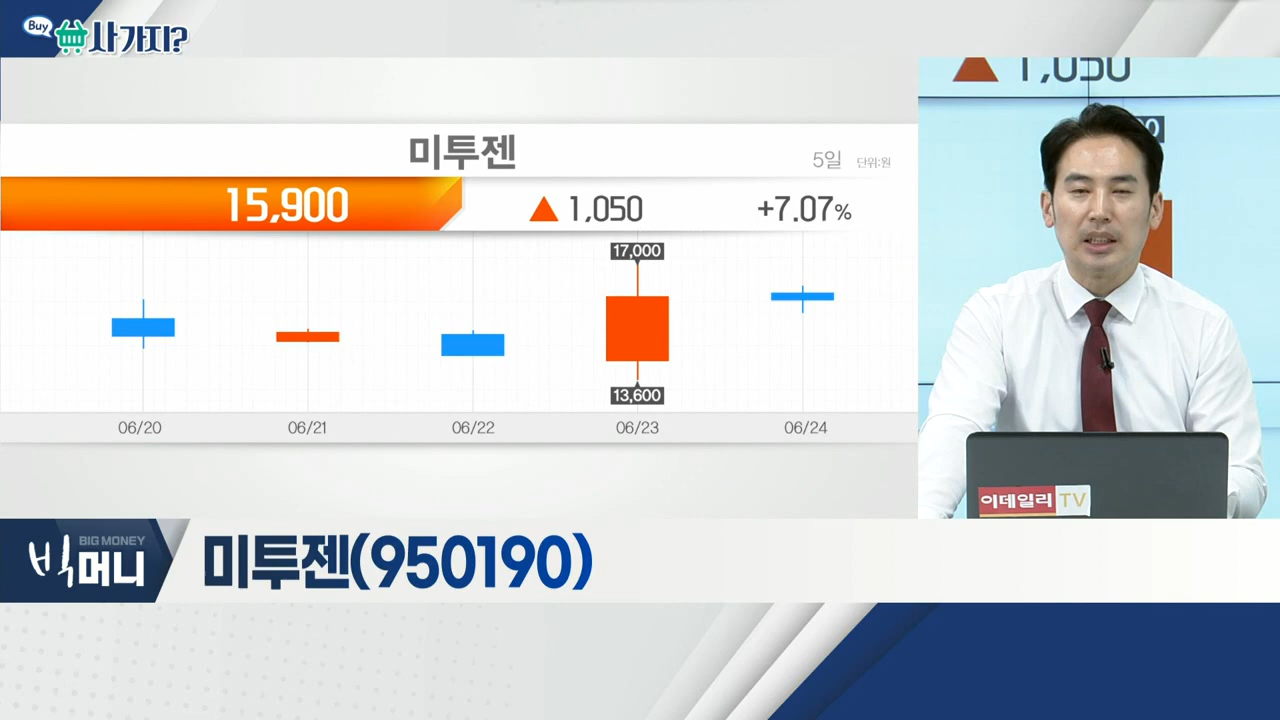 Buy
사가지?
미투젠
5일 단위:원
15,900 ▲ 1,050 +7.07%
17,000
13,600
06/20 06/21 06/22 06/23 06/24
▲ 1,050
이데일리 TV
BIG MONEY
빅머니
미투젠(950190)